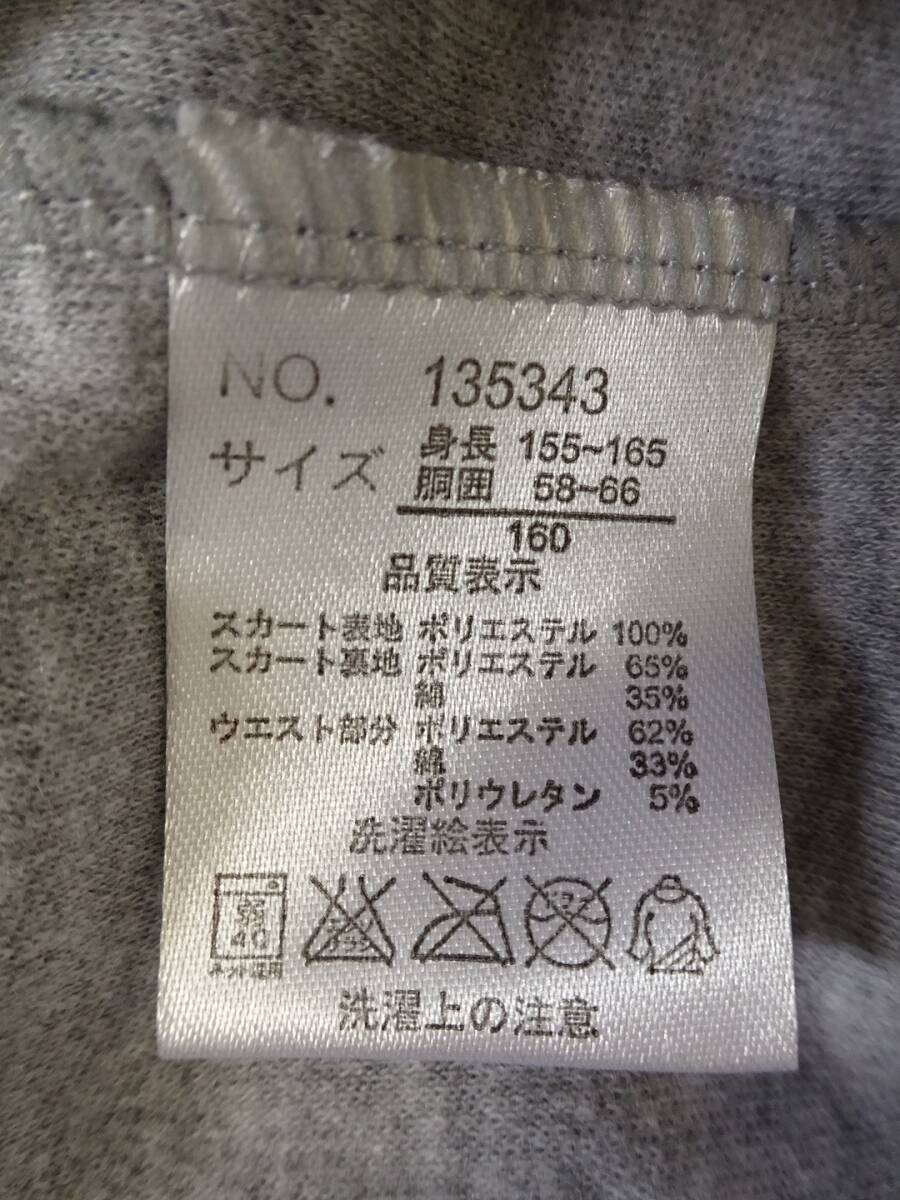 NO. 135343
サイズ 身長 155~165
胴囲 58~66
160
品質表示
スカート表地 ポリエステル 100%
スカート裏地 ポリエステル 65%
綿 35%
ウエスト部分 ポリエステル 62%
綿 33%
ポリウレタン 5%
洗濯絵表示
弱
40
ネット使用
ドライ
洗濯上の注意